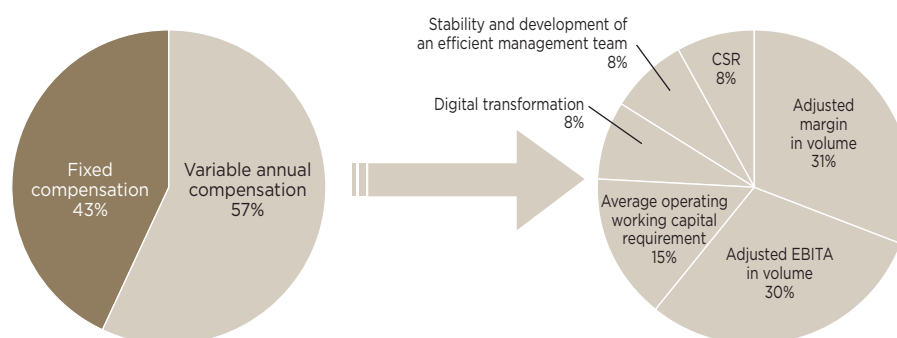 Fixed
compensation
43%
Variable annual
compensation
57%
Stability and development of
an efficient management team
8%
Digital transformation
8%
CSR
8%
Adjusted
margin
in volume
31%
Average operating
working capital
requirement
15%
Adjusted EBITA
in volume
30%